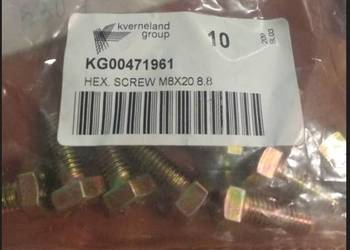 kverneland
group
10
KG00471961
HEX. SCREW M8X20 8.8